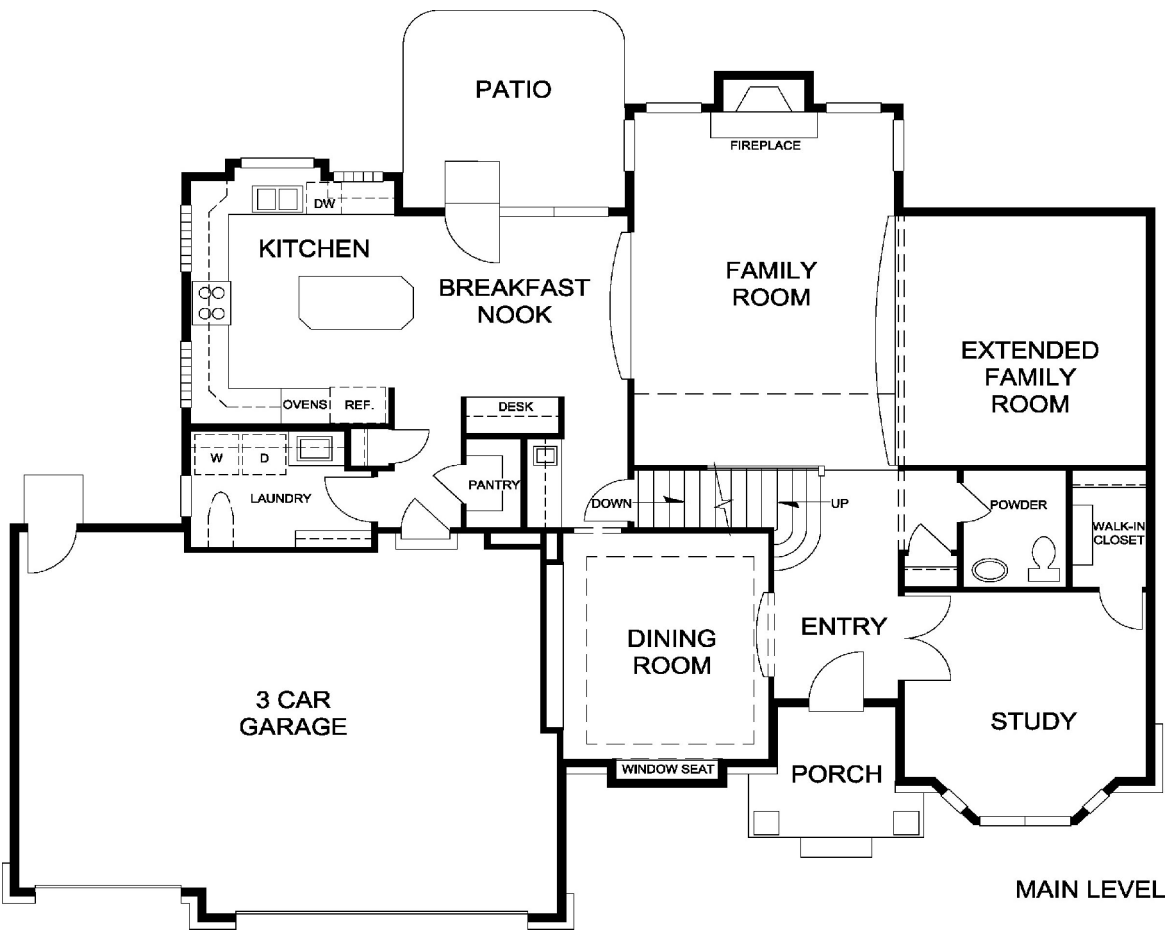 PATIO
FIREPLACE
DW
KITCHEN
FAMILY
ROOM
BREAKFAST
NOOK
EXTENDED
FAMILY
ROOM
OVENS
REF.
DESK
W
D
LAUNDRY
PANTRY
DOWN
UP
POWDER
WALK-IN
CLOSET
DINING
ROOM
ENTRY
3 CAR
GARAGE
STUDY
WINDOW SEAT
PORCH
MAIN LEVEL